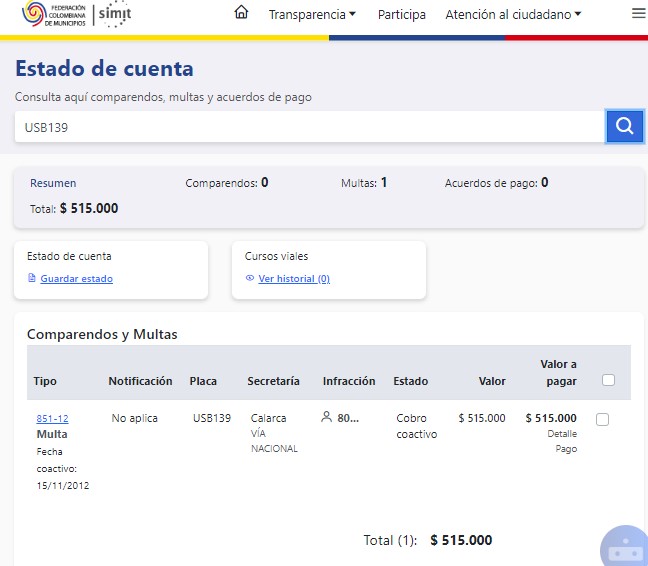 FEDERACIÓN
COLOMBIANA
DE MUNICIPIOS
simit
Transparencia Participa Atención al ciudadano
Estado de cuenta
Consulta aquí comparendos, multas y acuerdos de pago
USB139
Resumen Comparendos: 0 Multas: 1 Acuerdos de pago: 0
Total: $ 515.000
Estado de cuenta
Guardar estado
Cursos viales
Ver historial (0)
Comparendos y Multas
Tipo Notificación Placa Secretaría Infracción Estado Valor Valor a pagar
851-12 No aplica USB139 Calarca 80... Cobro $ 515.000 $ 515.000
Multa VÍA coactivo Detalle
Fecha NACIONAL Pago
coactivo:
15/11/2012
Total (1): $ 515.000